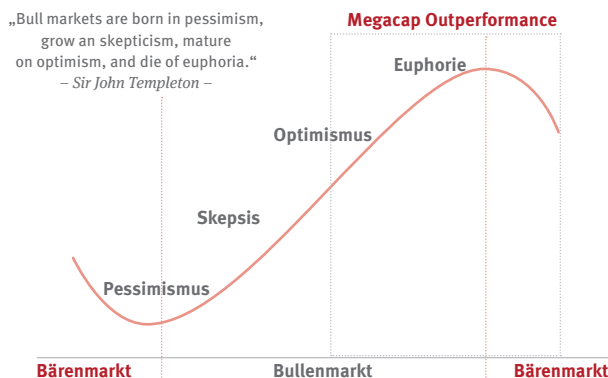 „Bull markets are born in pessimism,
grow an skepticism, mature
on optimism, and die of euphoria.“
– Sir John Templeton –
Megacap Outperformance
Euphorie
Optimismus
Skepsis
Pessimismus
Bärenmarkt
Bullenmarkt
Bärenmarkt